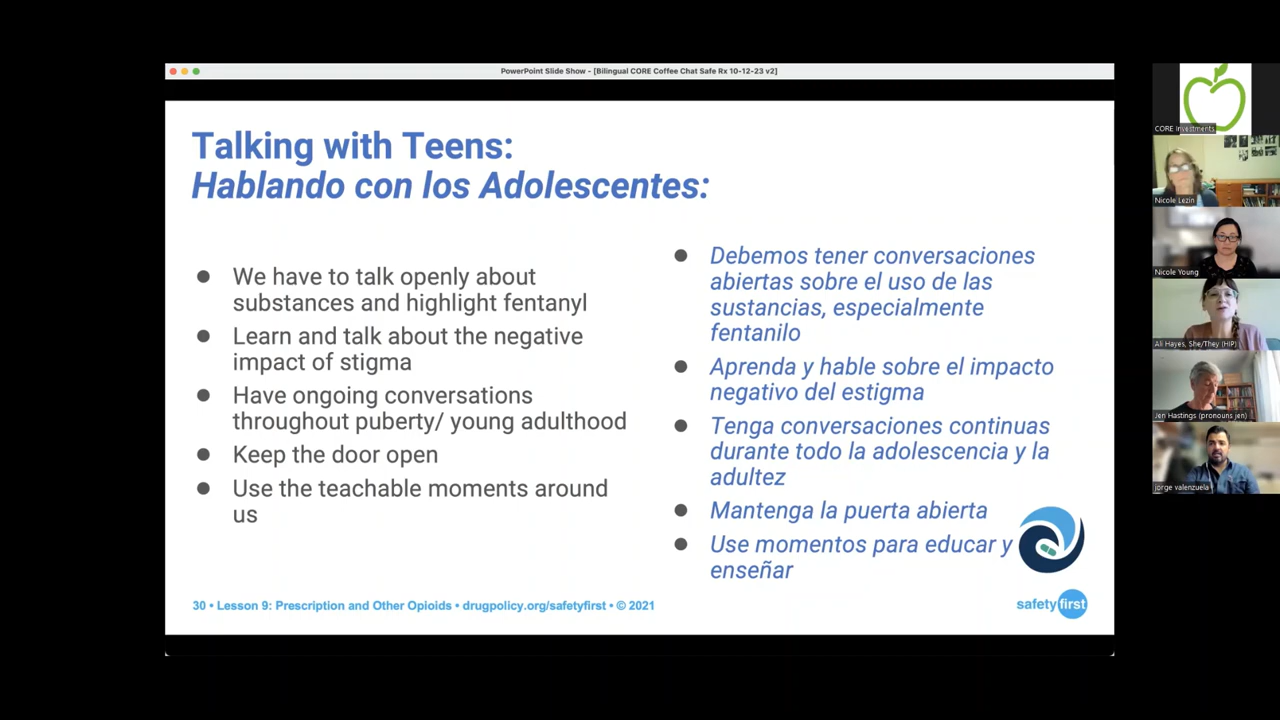 PowerPoint Slide Show - [Bilingual CORE Coffee Chat Safe Rx 10-12-23 v2]
Talking with Teens:
Hablando con los Adolescentes:
● We have to talk openly about
substances and highlight fentanyl
● Learn and talk about the negative
impact of stigma
● Have ongoing conversations
throughout puberty/ young adulthood
● Keep the door open
● Use the teachable moments around
us
● Debemos tener conversaciones
abiertas sobre el uso de las
sustancias, especialmente
fentanilo
● Aprenda y hable sobre el impacto
negativo del estigma
● Tenga conversaciones continuas
durante todo la adolescencia y la
adultez
● Mantenga la puerta abierta
● Use momentos para educar y
enseñar
30 • Lesson 9: Prescription and Other Opioids • drugpolicy.org/safetyfirst • © 2021
safetyfirst
CORE Investments
Nicole Lezin
Nicole Young
Ali Hayes, She/They (HIP)
Jen Hastings (pronouns jen)
jorge valenzuela